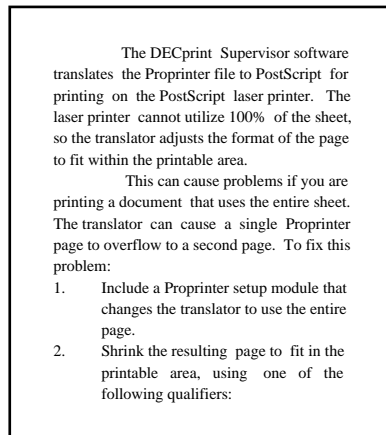 The DECprint Supervisor software
translates the Proprinter file to PostScript for
printing on the PostScript laser printer. The
laser printer cannot utilize 100% of the sheet,
so the translator adjusts the format of the page
to fit within the printable area.
This can cause problems if you are
printing a document that uses the entire sheet.
The translator can cause a single Proprinter
page to overflow to a second page. To fix this
problem:
1. Include a Proprinter setup module that
changes the translator to use the entire
page.
2. Shrink the resulting page to fit in the
printable area, using one of the
following qualifiers: